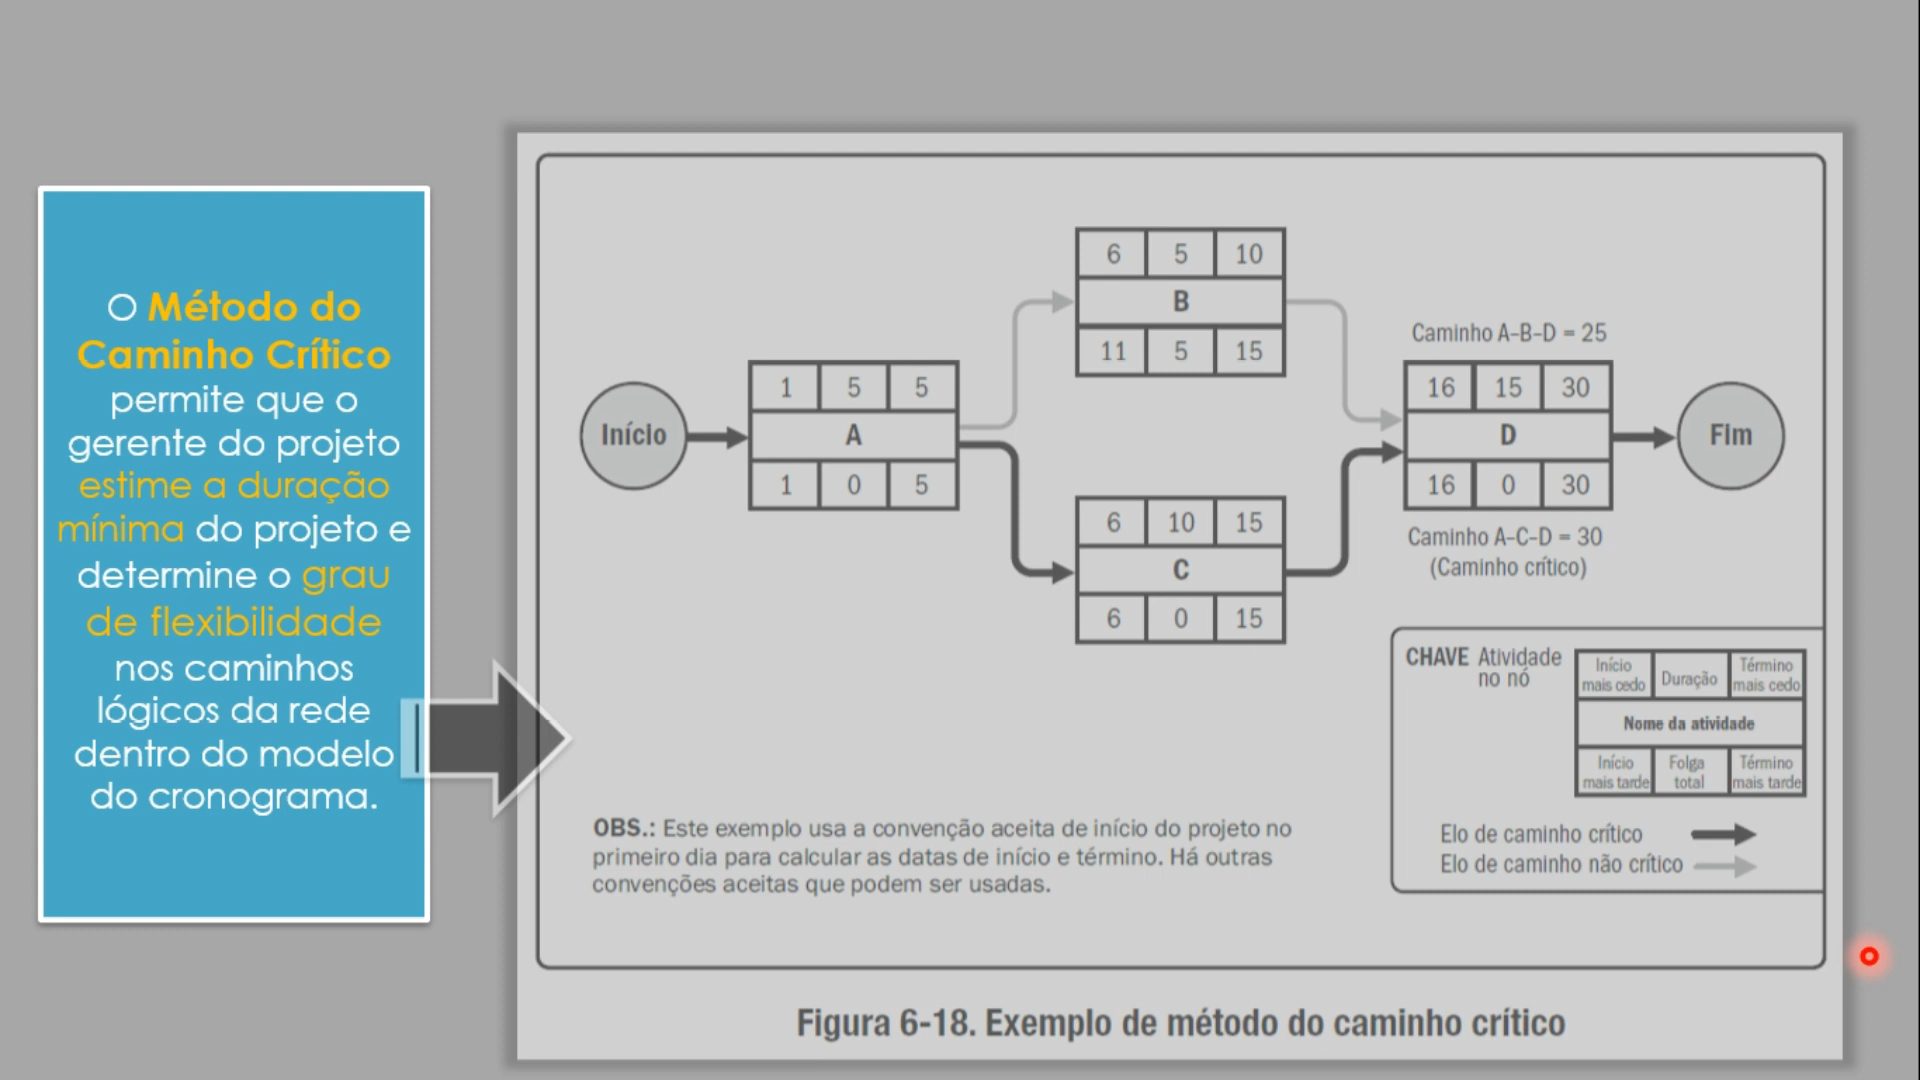 O Método do
Caminho Crítico
permite que o
gerente do projeto
estime a duração
mínima do projeto e
determine o grau
de flexibilidade
nos caminhos
lógicos da rede
dentro do modelo
do cronograma.
Início
1 5 5
A
1 0 5
6 5 10
B
11 5 15
6 10 15
C
6 0 15
Caminho A-B-D = 25
16 15 30
D
16 0 30
Caminho A-C-D = 30
(Caminho crítico)
Fim
CHAVE Atividade
no nó
Início
mais cedo
Duração
Término
mais cedo
Nome da atividade
Início
mais tarde
Folga
total
Término
mais tarde
Elo de caminho crítico
Elo de caminho não crítico
OBS.: Este exemplo usa a convenção aceita de início do projeto no
primeiro dia para calcular as datas de início e término. Há outras
convenções aceitas que podem ser usadas.
Figura 6-18. Exemplo de método do caminho crítico